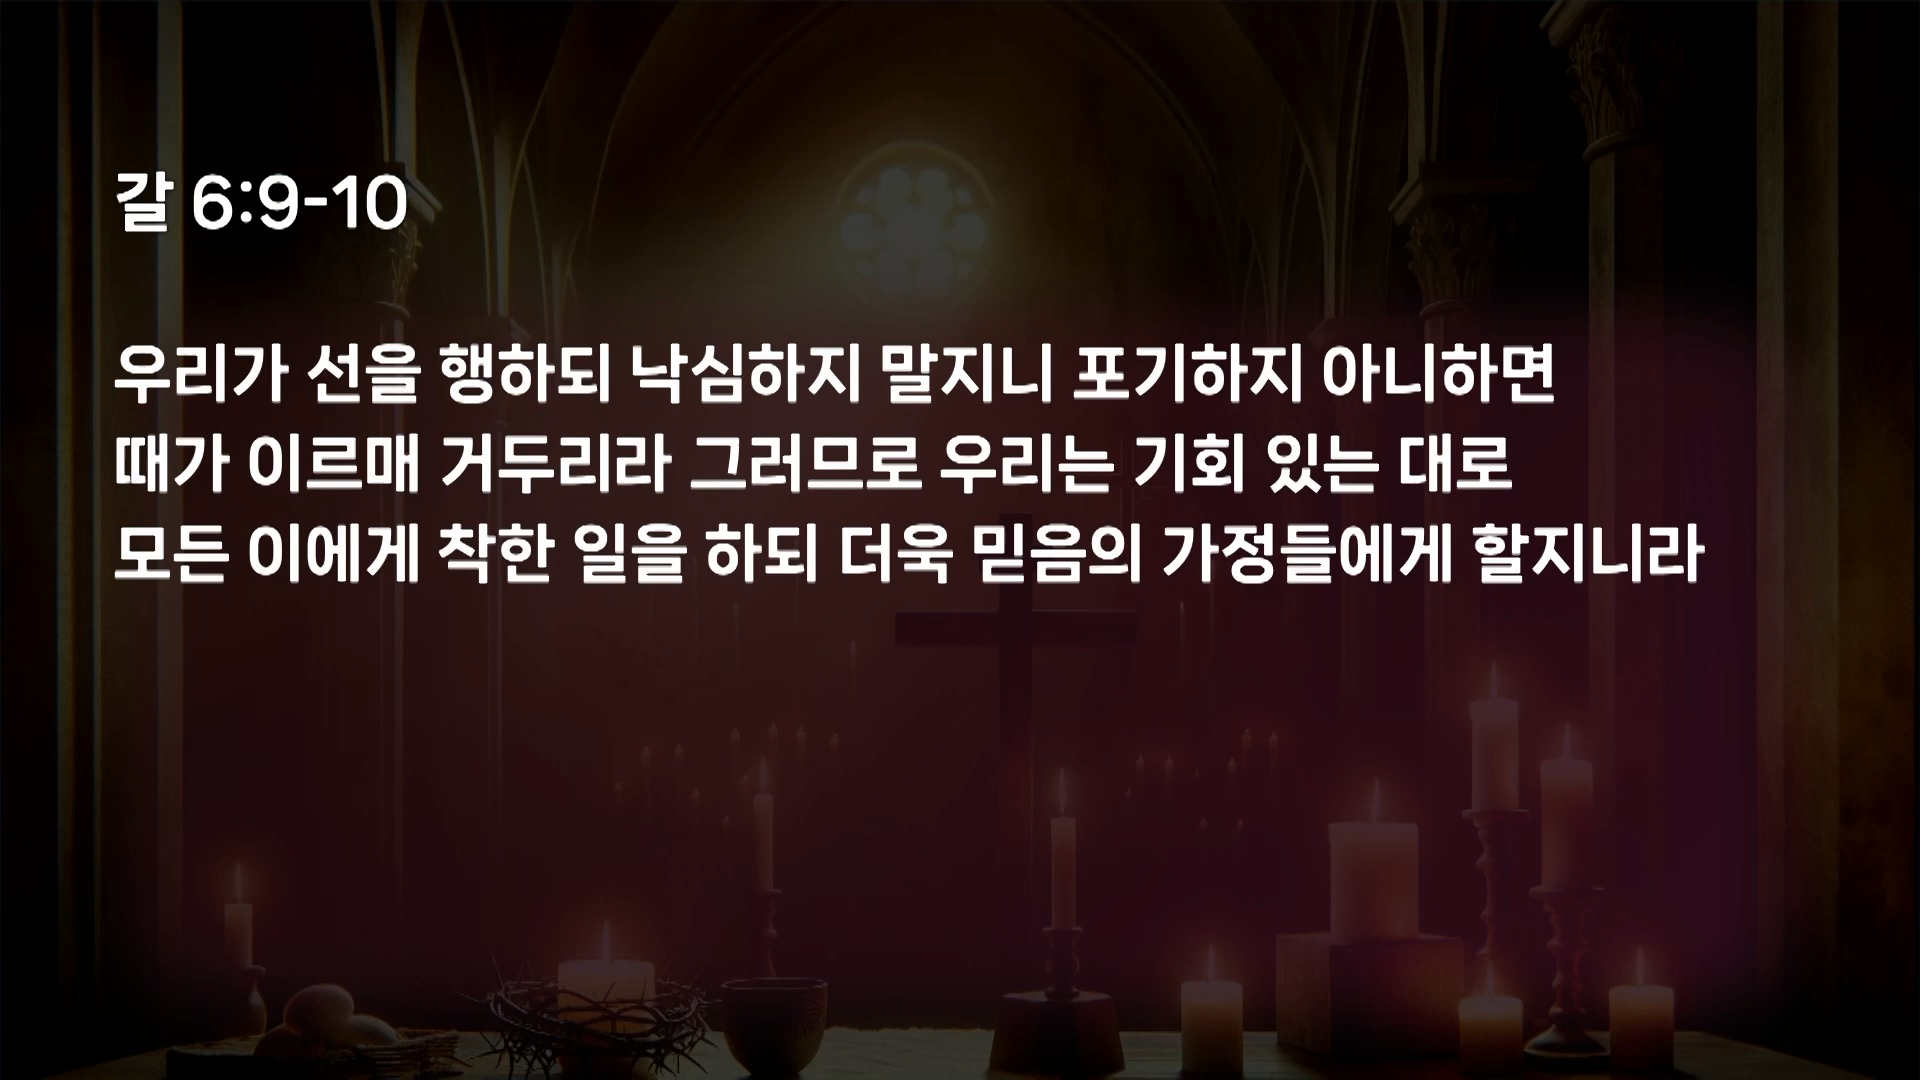 갈 6:9-10
우리가 선을 행하되 낙심하지 말지니 포기하지 아니하면
때가 이르매 거두리라 그러므로 우리는 기회 있는 대로
모든 이에게 착한 일을 하되 더욱 믿음의 가정들에게 할지니라